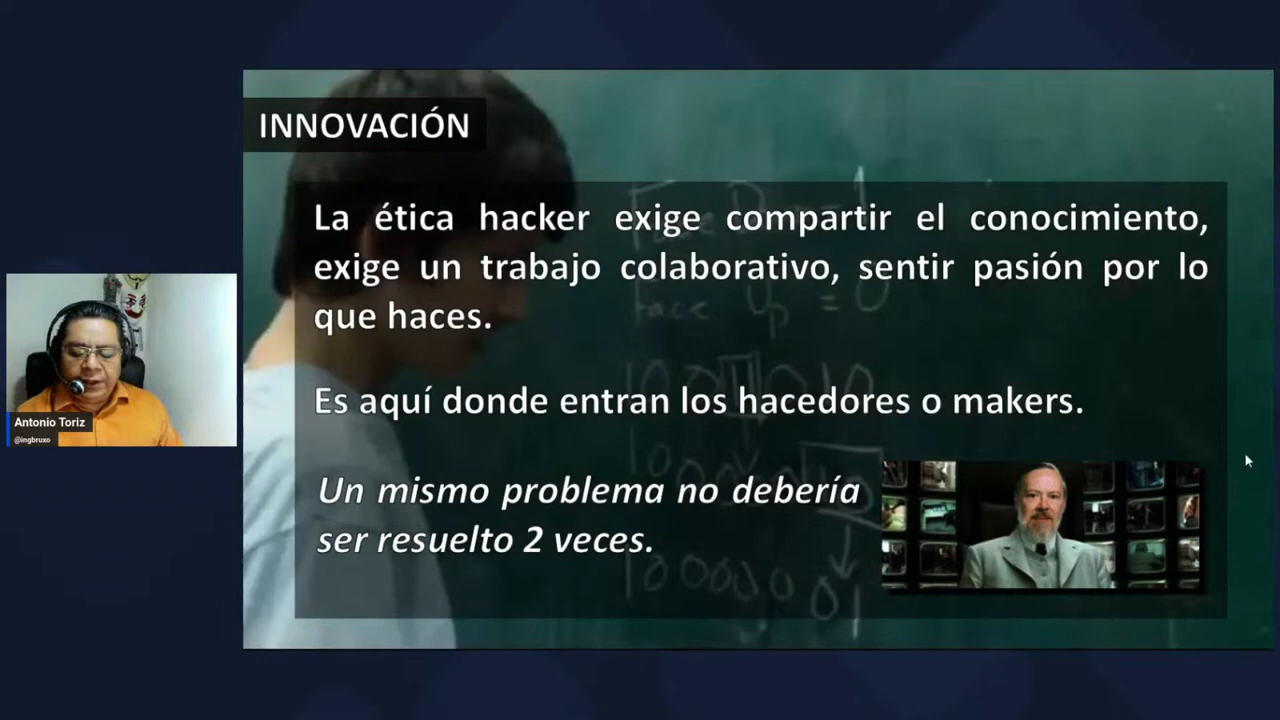 INNOVACIÓN
La ética hacker exige compartir el conocimiento,
exige un trabajo colaborativo, sentir pasión por lo
que haces.
Es aquí donde entran los hacedores o makers.
Un mismo problema no debería
ser resuelto 2 veces.
Antonio Toriz
@ingbruxo